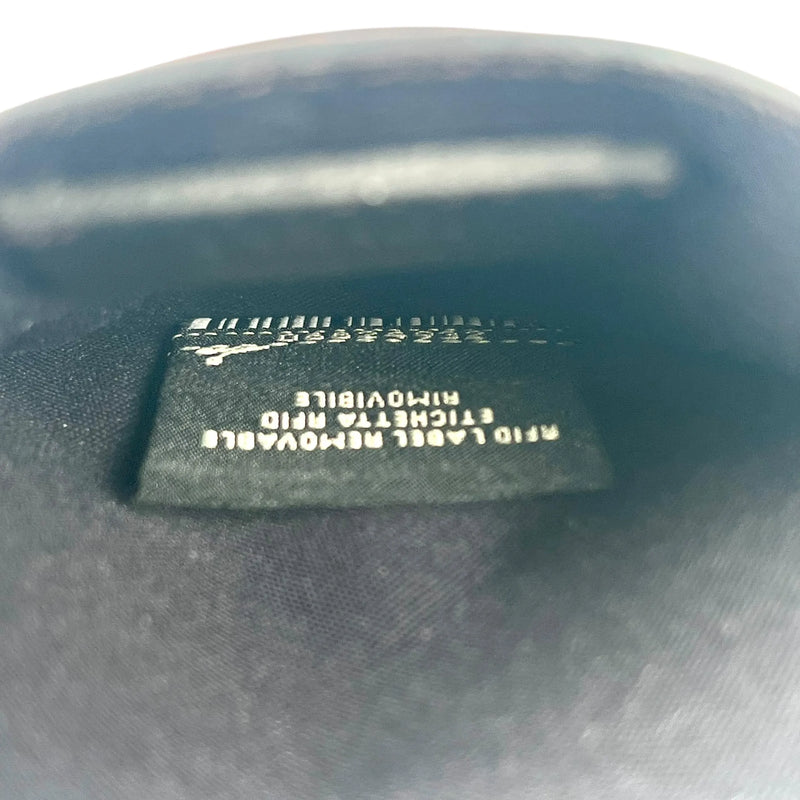 RFID LABEL REMOVABLE
ETICHETTA RFID
RIMOVIBILE